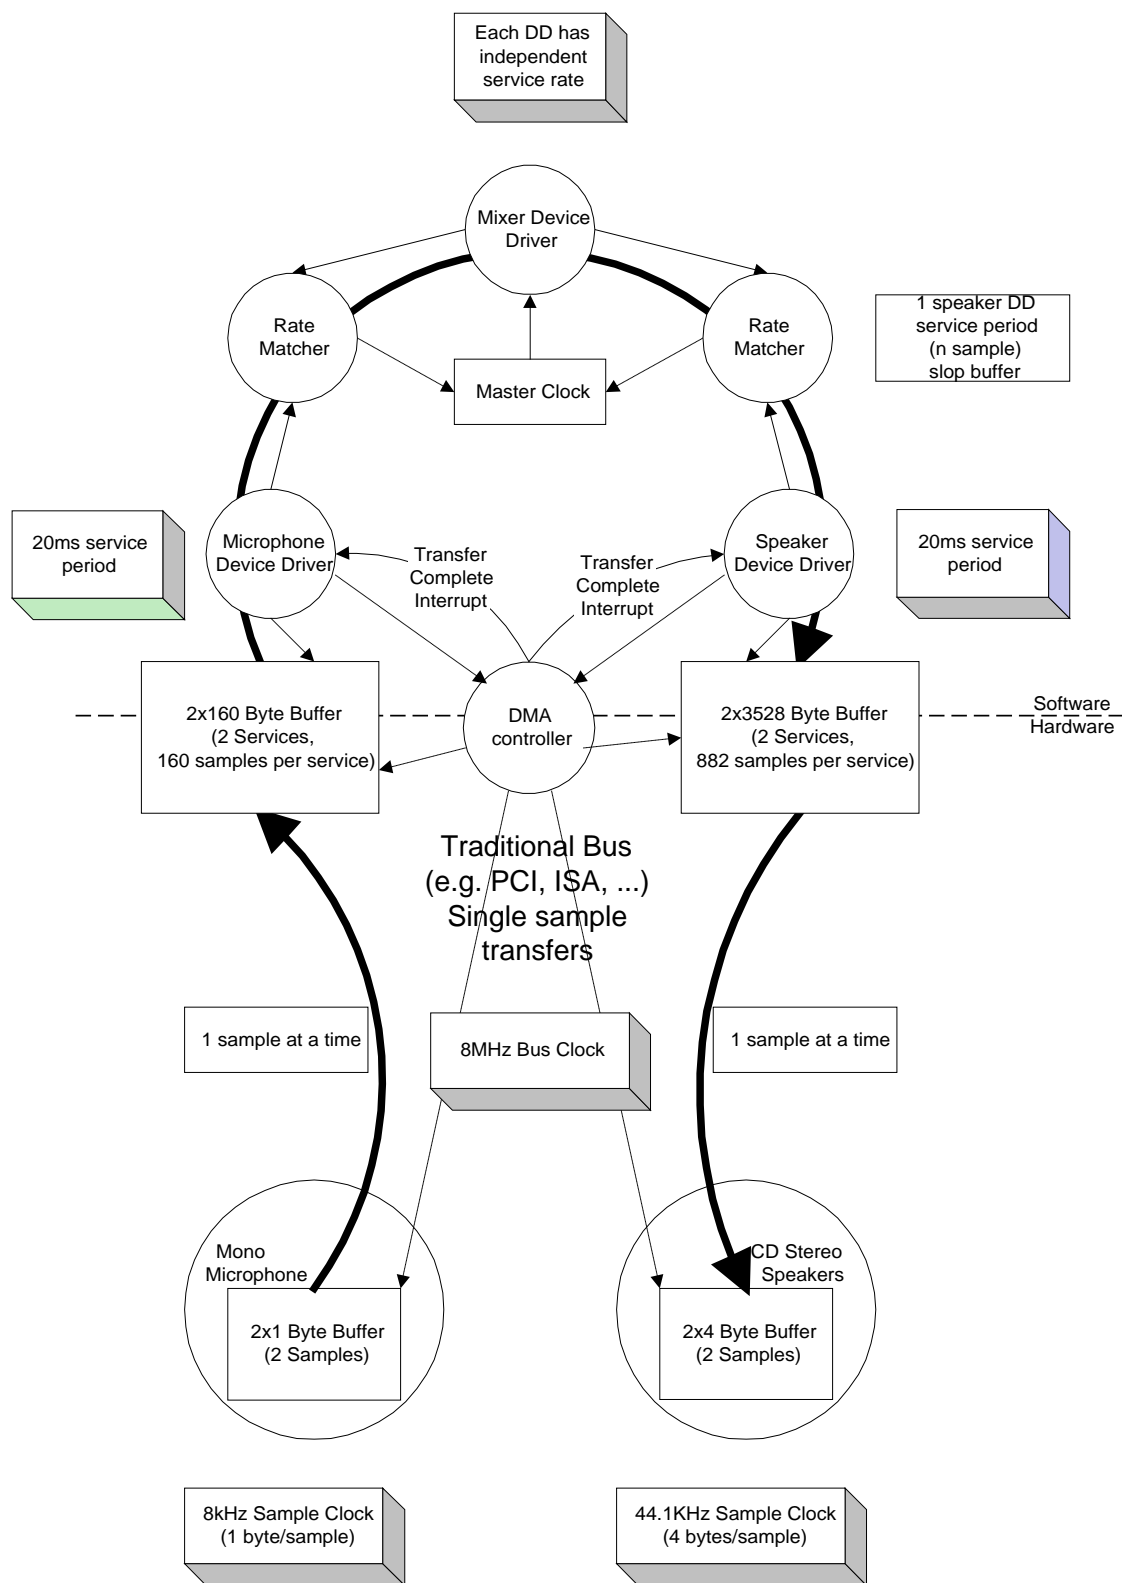 Each DD has
independent
service rate
Mixer Device
Driver
Rate
Matcher
Rate
Matcher
Master Clock
1 speaker DD
service period
(n sample)
slop buffer
20ms service
period
Microphone
Device Driver
Transfer
Complete
Interrupt
Transfer
Complete
Interrupt
Speaker
Device Driver
20ms service
period
2x160 Byte Buffer
(2 Services,
160 samples per service)
DMA
controller
2x3528 Byte Buffer
(2 Services,
882 samples per service)
Software
Hardware
Traditional Bus
(e.g. PCI, ISA, ...)
Single sample
transfers
1 sample at a time
8MHz Bus Clock
1 sample at a time
Mono
Microphone
2x1 Byte Buffer
(2 Samples)
CD Stereo
Speakers
2x4 Byte Buffer
(2 Samples)
8kHz Sample Clock
(1 byte/sample)
44.1KHz Sample Clock
(4 bytes/sample)